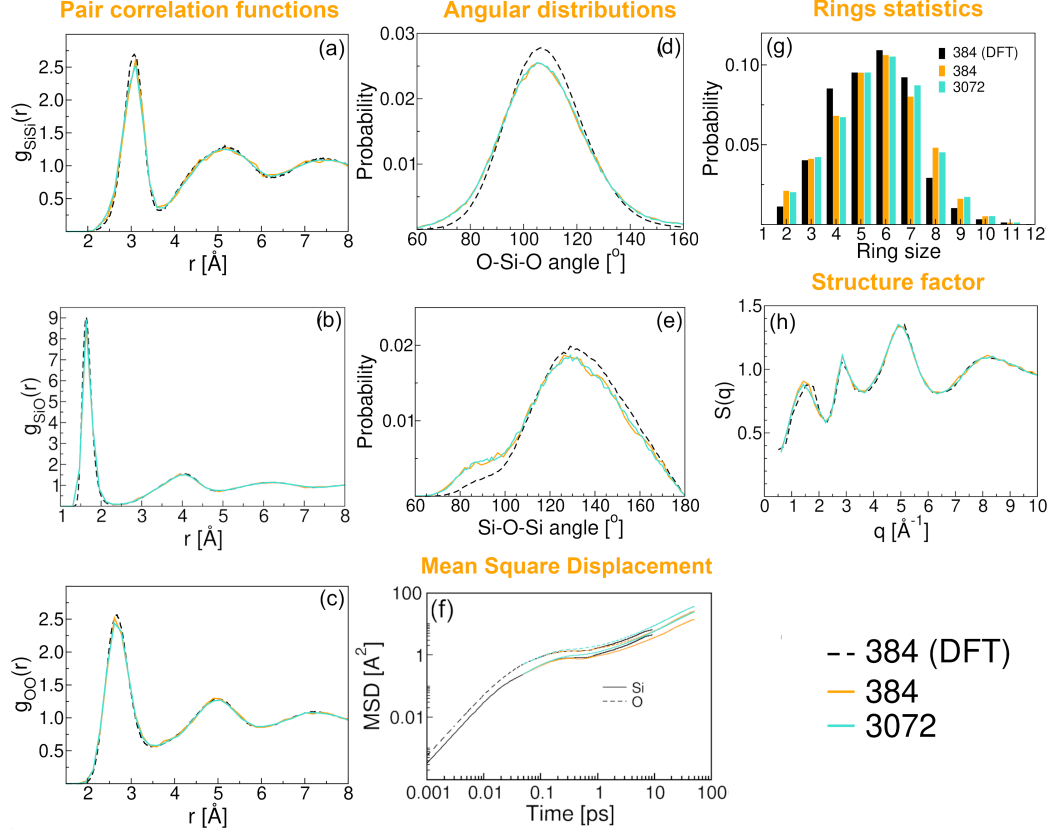 Pair correlation functions
(a)
2.5
2.0
1.5
1.0
0.5
g_SiSi(r)
2 3 4 5 6 7 8
r [Å]
(b)
9
8
7
6
5
4
3
2
1
g_SiO(r)
1 2 3 4 5 6 7 8
r [Å]
(c)
2.5
2.0
1.5
1.0
0.5
g_OO(r)
2 3 4 5 6 7 8
r [Å]
Angular distributions
(d)
0.03
0.02
0.01
Probability
60 80 100 120 140 160
O-Si-O angle [°]
(e)
0.02
0.01
Probability
60 80 100 120 140 160 180
Si-O-Si angle [°]
Mean Square Displacement
(f)
100
1
0.01
MSD [A²]
Si
O
0.001 0.01 0.1 1 10 100
Time [ps]
Rings statistics
(g)
384 (DFT)
384
3072
0.10
0.05
Probability
1 2 3 4 5 6 7 8 9 10 11 12
Ring size
Structure factor
(h)
1.5
1.0
0.5
S(q)
0 1 2 3 4 5 6 7 8 9 10
q [Å⁻¹]
384 (DFT)
384
3072